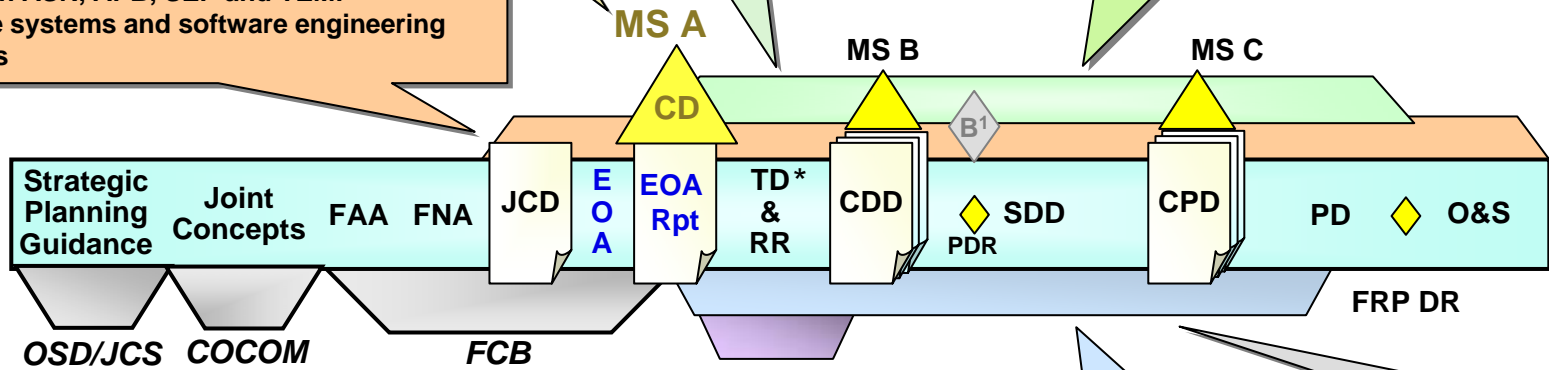 systems and software engineering
MS A
MS B
MS C
CD
B¹
Strategic
Planning
Guidance
Joint
Concepts
FAA
FNA
JCD
E
O
A
EOA
Rpt
TD*
&
RR
CDD
PDR
SDD
CPD
PD
O&S
FRP DR
OSD/JCS
COCOM
FCB